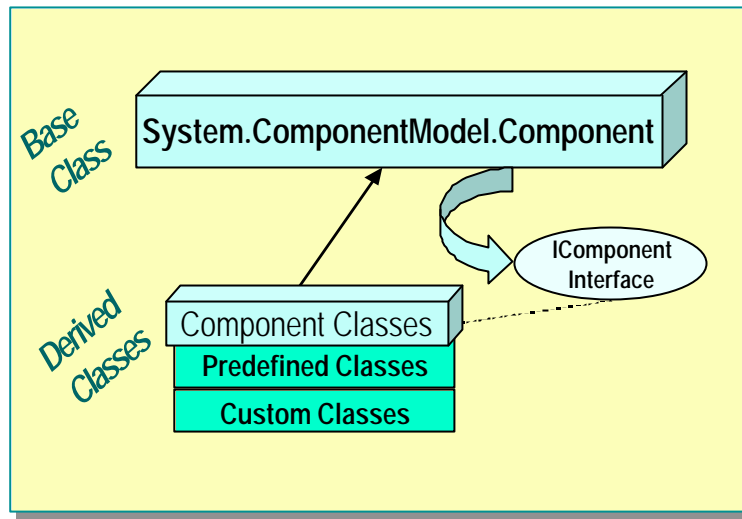 Base
Class
System.ComponentModel.Component
IComponent
Interface
Derived
Classes
Component Classes
Predefined Classes
Custom Classes